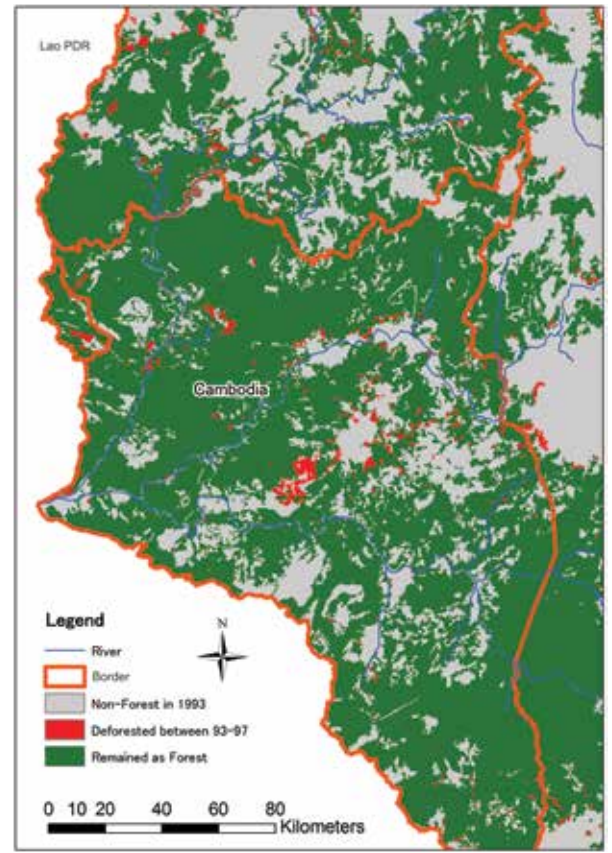 Lao PDR
Cambodia
Legend
N
River
Border
Non-Forest in 1993
Deforested between 93-97
Remained as Forest
0 10 20 40 60 80
Kilometers